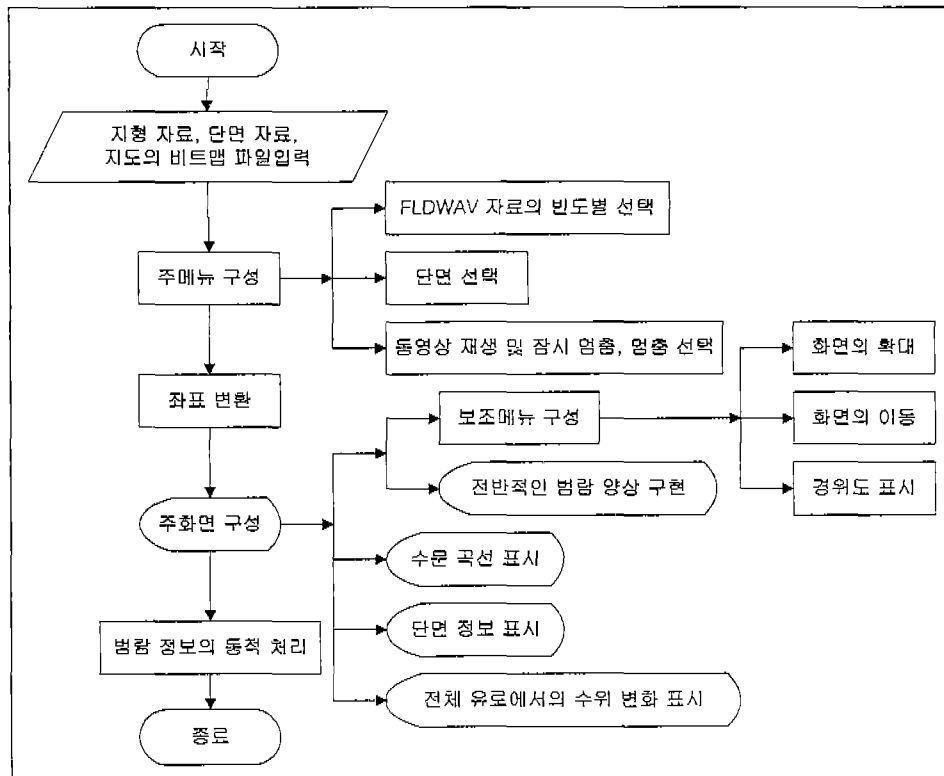 시작
지형 자료, 단면 자료,
지도의 비트맵 파일입력
FLDWAV 자료의 빈도별 선택
주메뉴 구성
단면 선택
동영상 재생 및 잠시 멈춤, 멈춤 선택
화면의 확대
좌표 변환
보조메뉴 구성
화면의 이동
전반적인 범람 양상 구현
경위도 표시
주화면 구성
수문 곡선 표시
단면 정보 표시
범람 정보의 동적 처리
전체 유로에서의 수위 변화 표시
종료